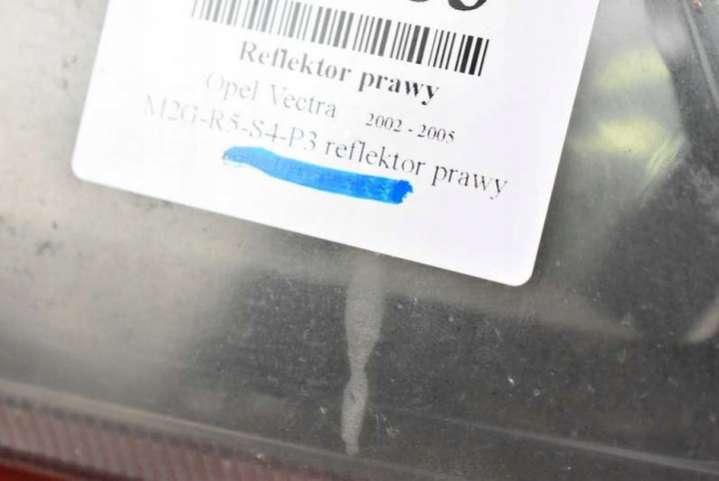 Reflektor prawy
Opel Vectra 2002 - 2005
M2G-R5-S4-P3 reflektor prawy